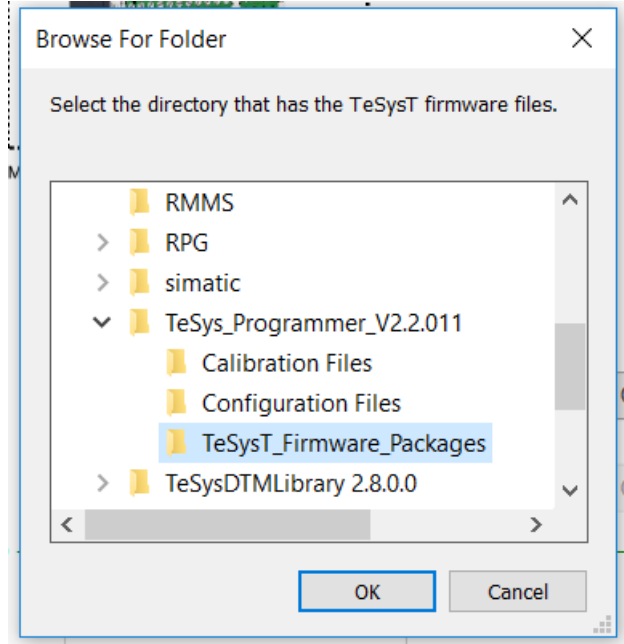 Browse For Folder
Select the directory that has the TeSysT firmware files.
RMMS
RPG
simatic
TeSys_Programmer_V2.2.011
Calibration Files
Configuration Files
TeSysT_Firmware_Packages
TeSysDTMLibrary 2.8.0.0
OK
Cancel